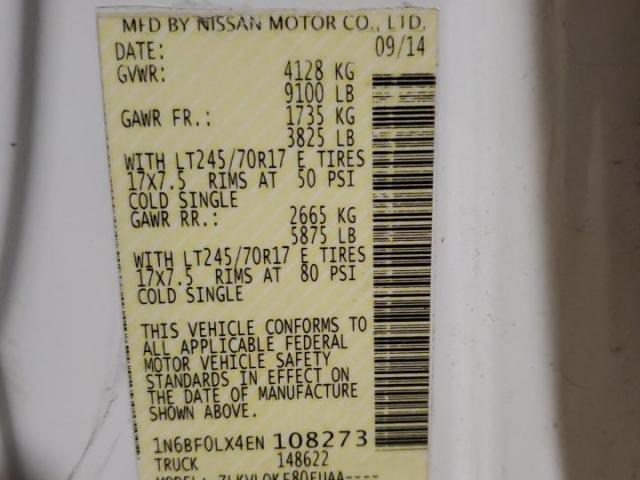 MFD BY NISSAN MOTOR CO., LTD.
DATE: 09/14
GVWR: 4128 KG
9100 LB
GAWR FR.: 1735 KG
3825 LB
WITH LT245/70R17 E TIRES
17X7.5 RIMS AT 50 PSI
COLD SINGLE
GAWR RR.: 2665 KG
5875 LB
WITH LT245/70R17 E TIRES
17X7.5 RIMS AT 80 PSI
COLD SINGLE
THIS VEHICLE CONFORMS TO
ALL APPLICABLE FEDERAL
MOTOR VEHICLE SAFETY
STANDARDS IN EFFECT ON
THE DATE OF MANUFACTURE
SHOWN ABOVE.
1N6BF0LX4EN 108273
TRUCK 148622